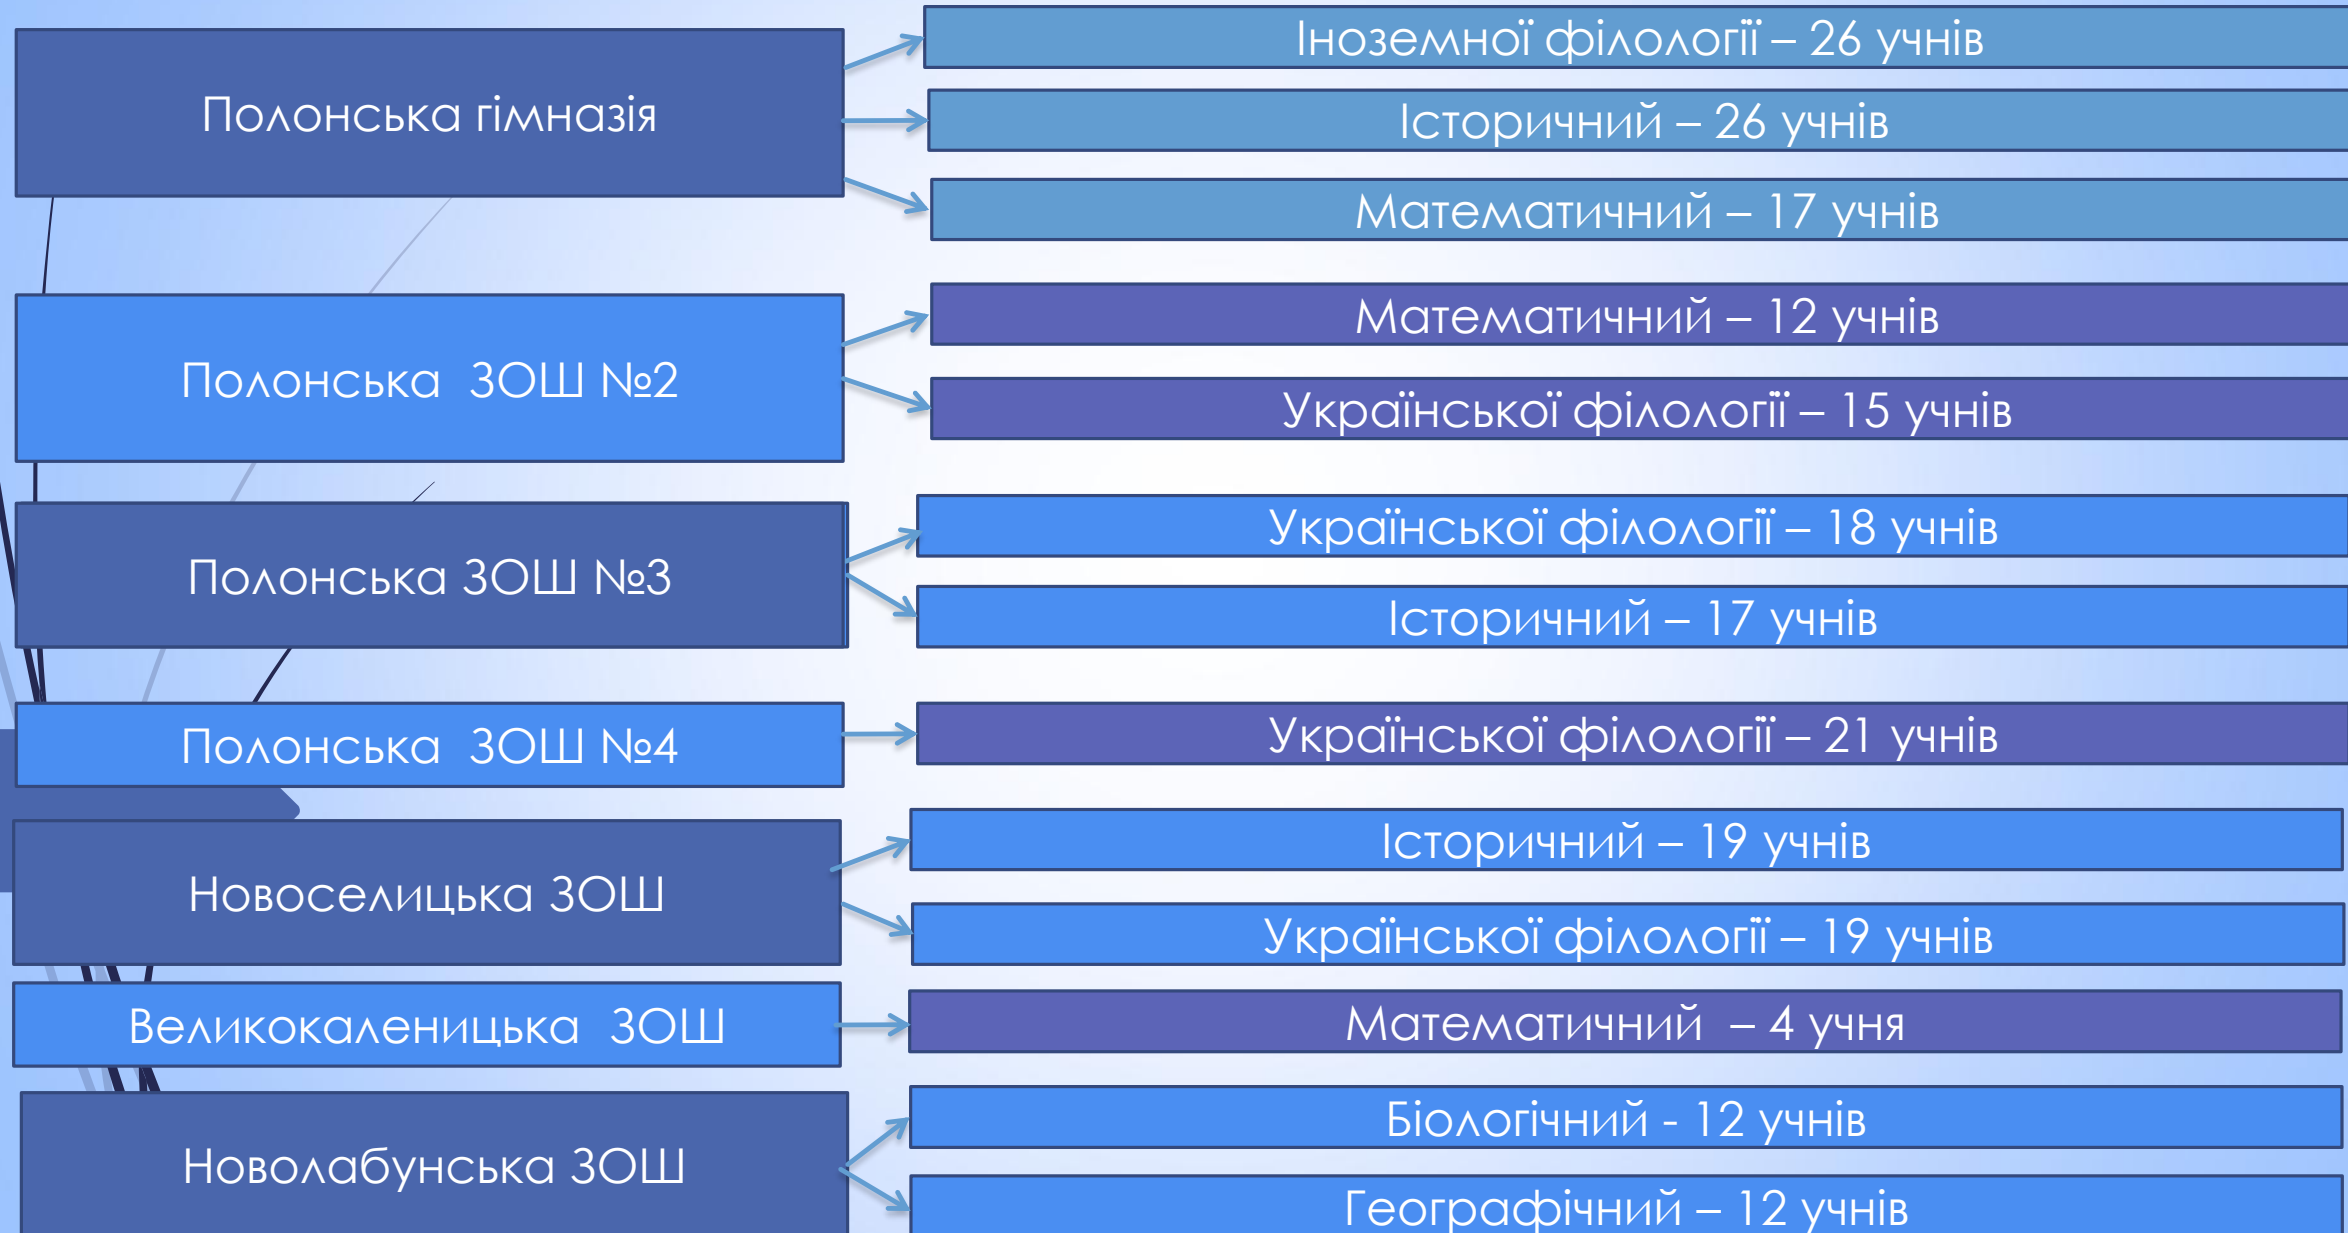 Полонська гімназія
Іноземної філології – 26 учнів
Історичний – 26 учнів
Математичний – 17 учнів
Полонська  ЗОШ №2
Математичний – 12 учнів
Української філології – 15 учнів
Полонська ЗОШ №3
Української філології – 18 учнів
Історичний – 17 учнів
Полонська  ЗОШ №4
Української філології – 21 учнів
Новоселицька ЗОШ
Історичний – 19 учнів
Української філології – 19 учнів
Великокаленицька  ЗОШ
Математичний  – 4 учня
Новолабунська ЗОШ
Біологічний - 12 учнів
Географічний – 12 учнів